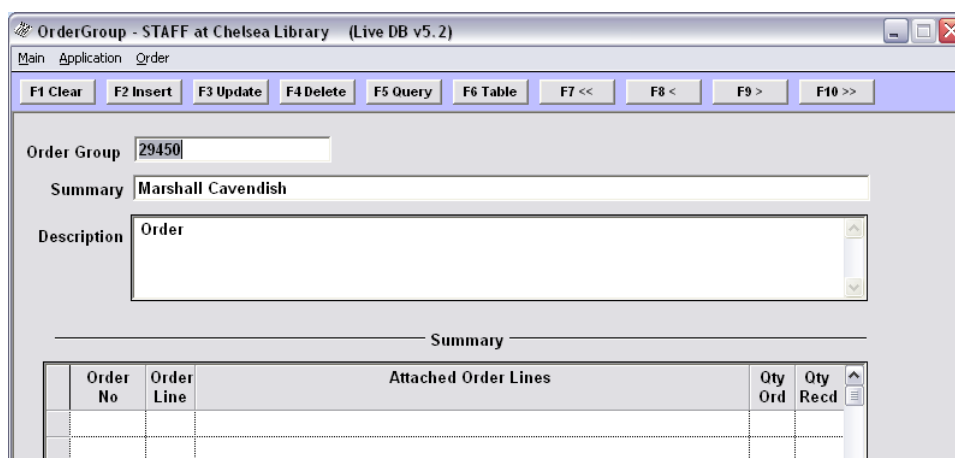 OrderGroup - STAFF at Chelsea Library (Live DB v5.2)
Main Application Order
F1 Clear F2 Insert F3 Update F4 Delete F5 Query F6 Table F7 << F8 < F9 > F10 >>
Order Group 29450
Summary Marshall Cavendish
Description Order
Summary
Order No Order Line Attached Order Lines Qty Ord Qty Recd